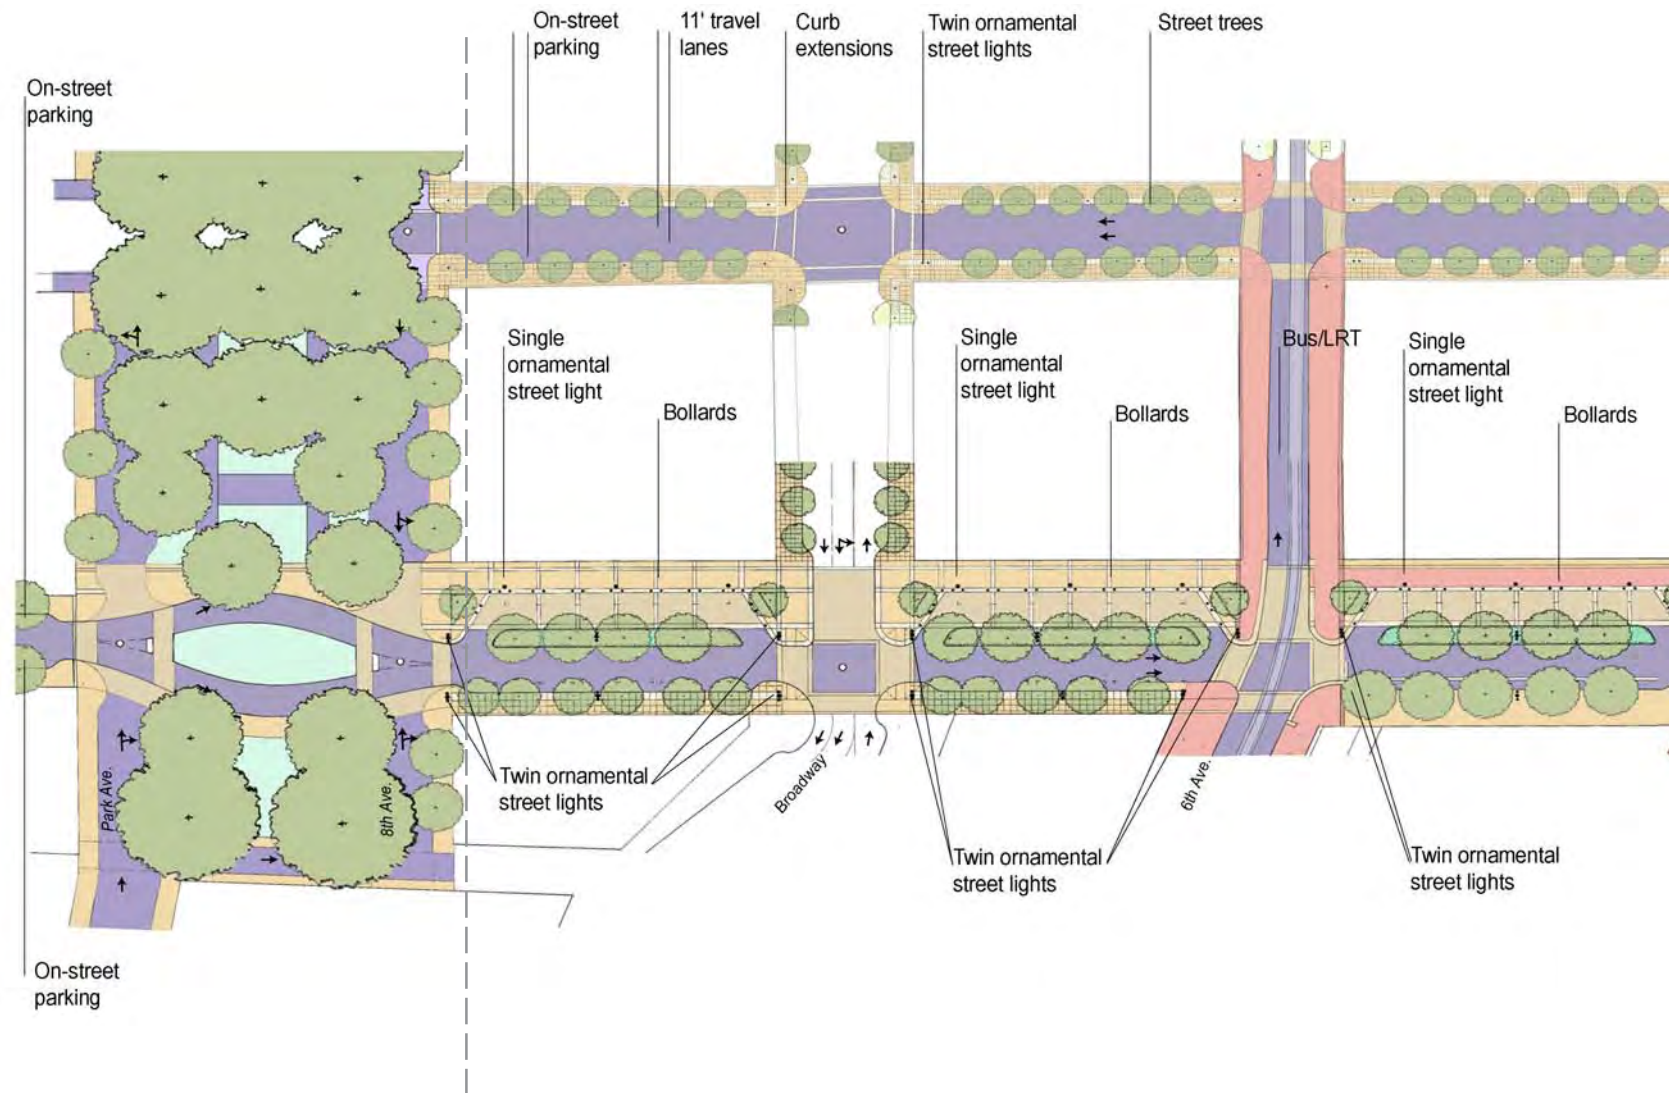 On-street
parking
11' travel
lanes
Curb
extensions
Twin ornamental
street lights
Street trees
On-street
parking
Single
ornamental
street light
Bollards
Single
ornamental
street light
Bollards
Bus/LRT
Single
ornamental
street light
Bollards
Park Ave.
8th Ave.
Twin ornamental
street lights
Broadway
6th Ave.
Twin ornamental
street lights
Twin ornamental
street lights
On-street
parking